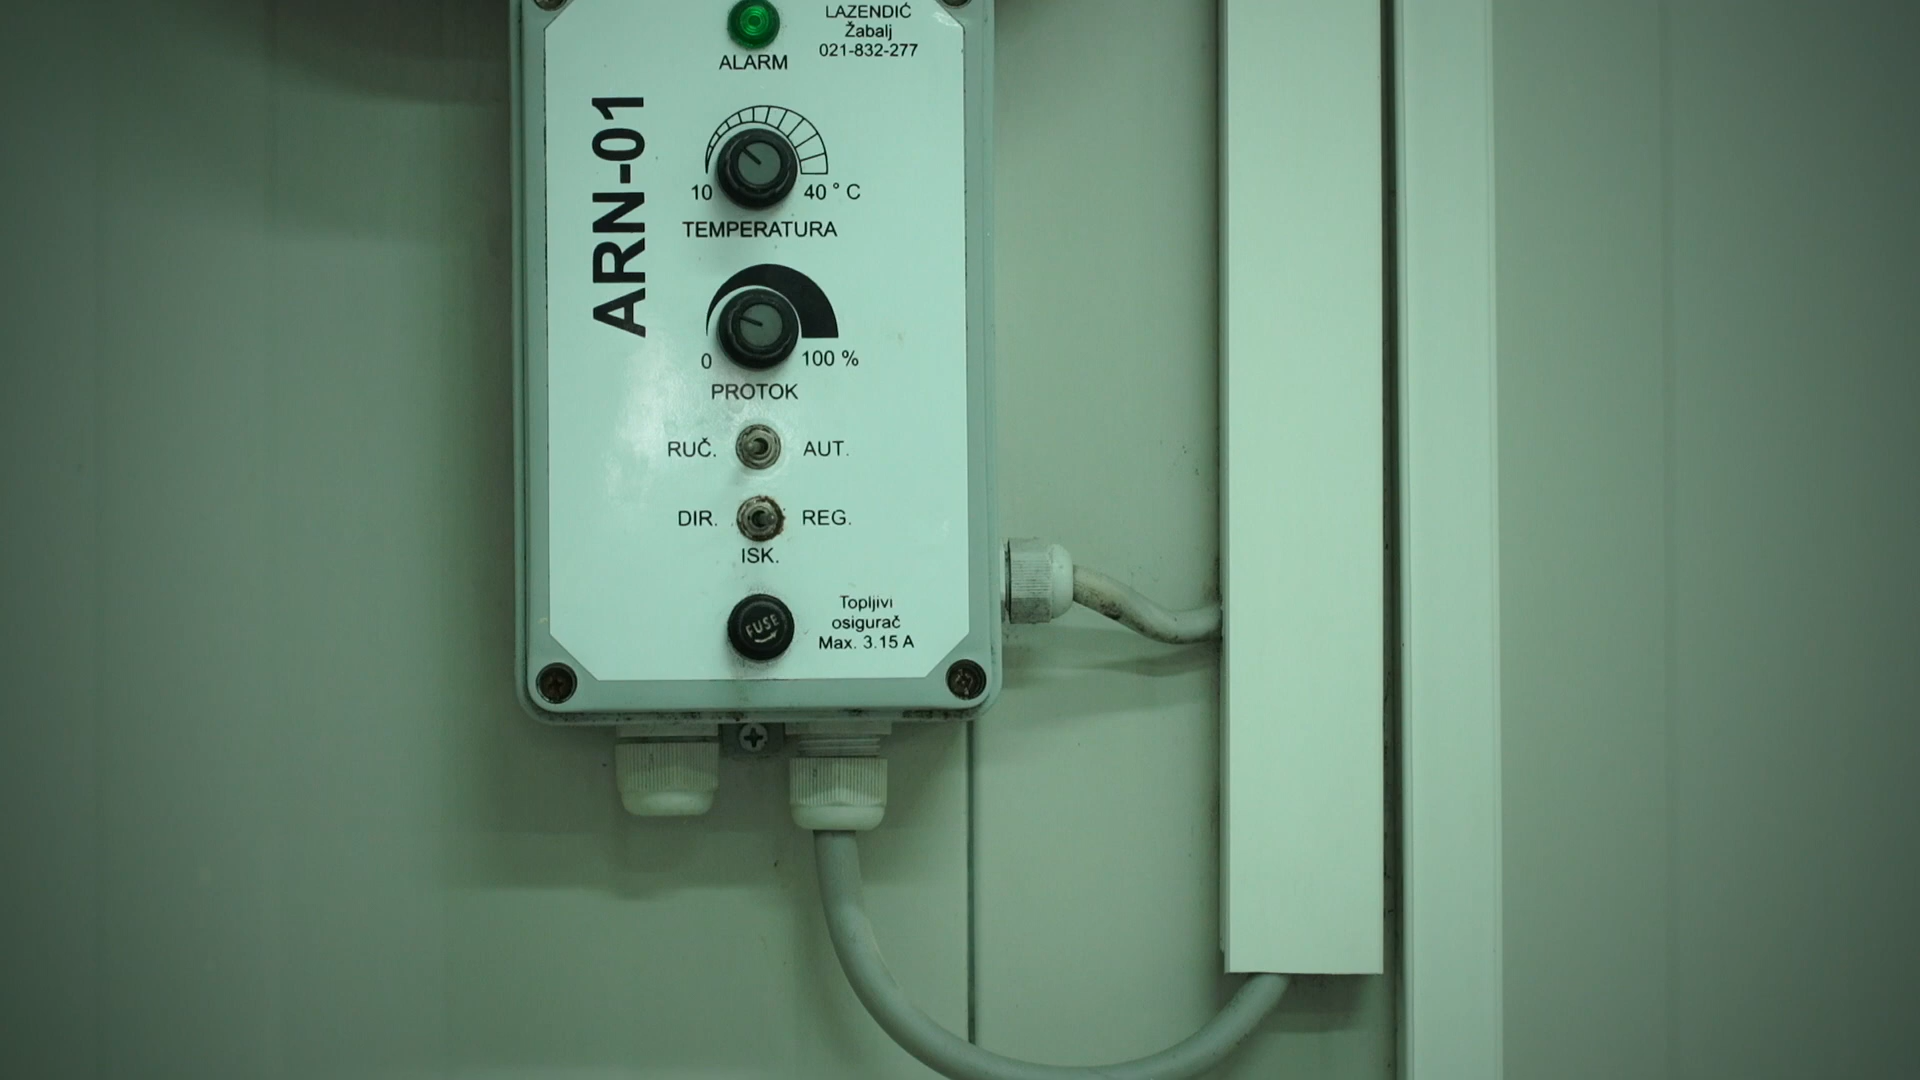 LAZENDIĆ
Žabalj
021-832-277
ALARM
ARN-01
10 40 ° C
TEMPERATURA
0 100 %
PROTOK
RUČ. AUT.
DIR. REG.
ISK.
FUSE
Topljivi
osigurač
Max. 3.15 A